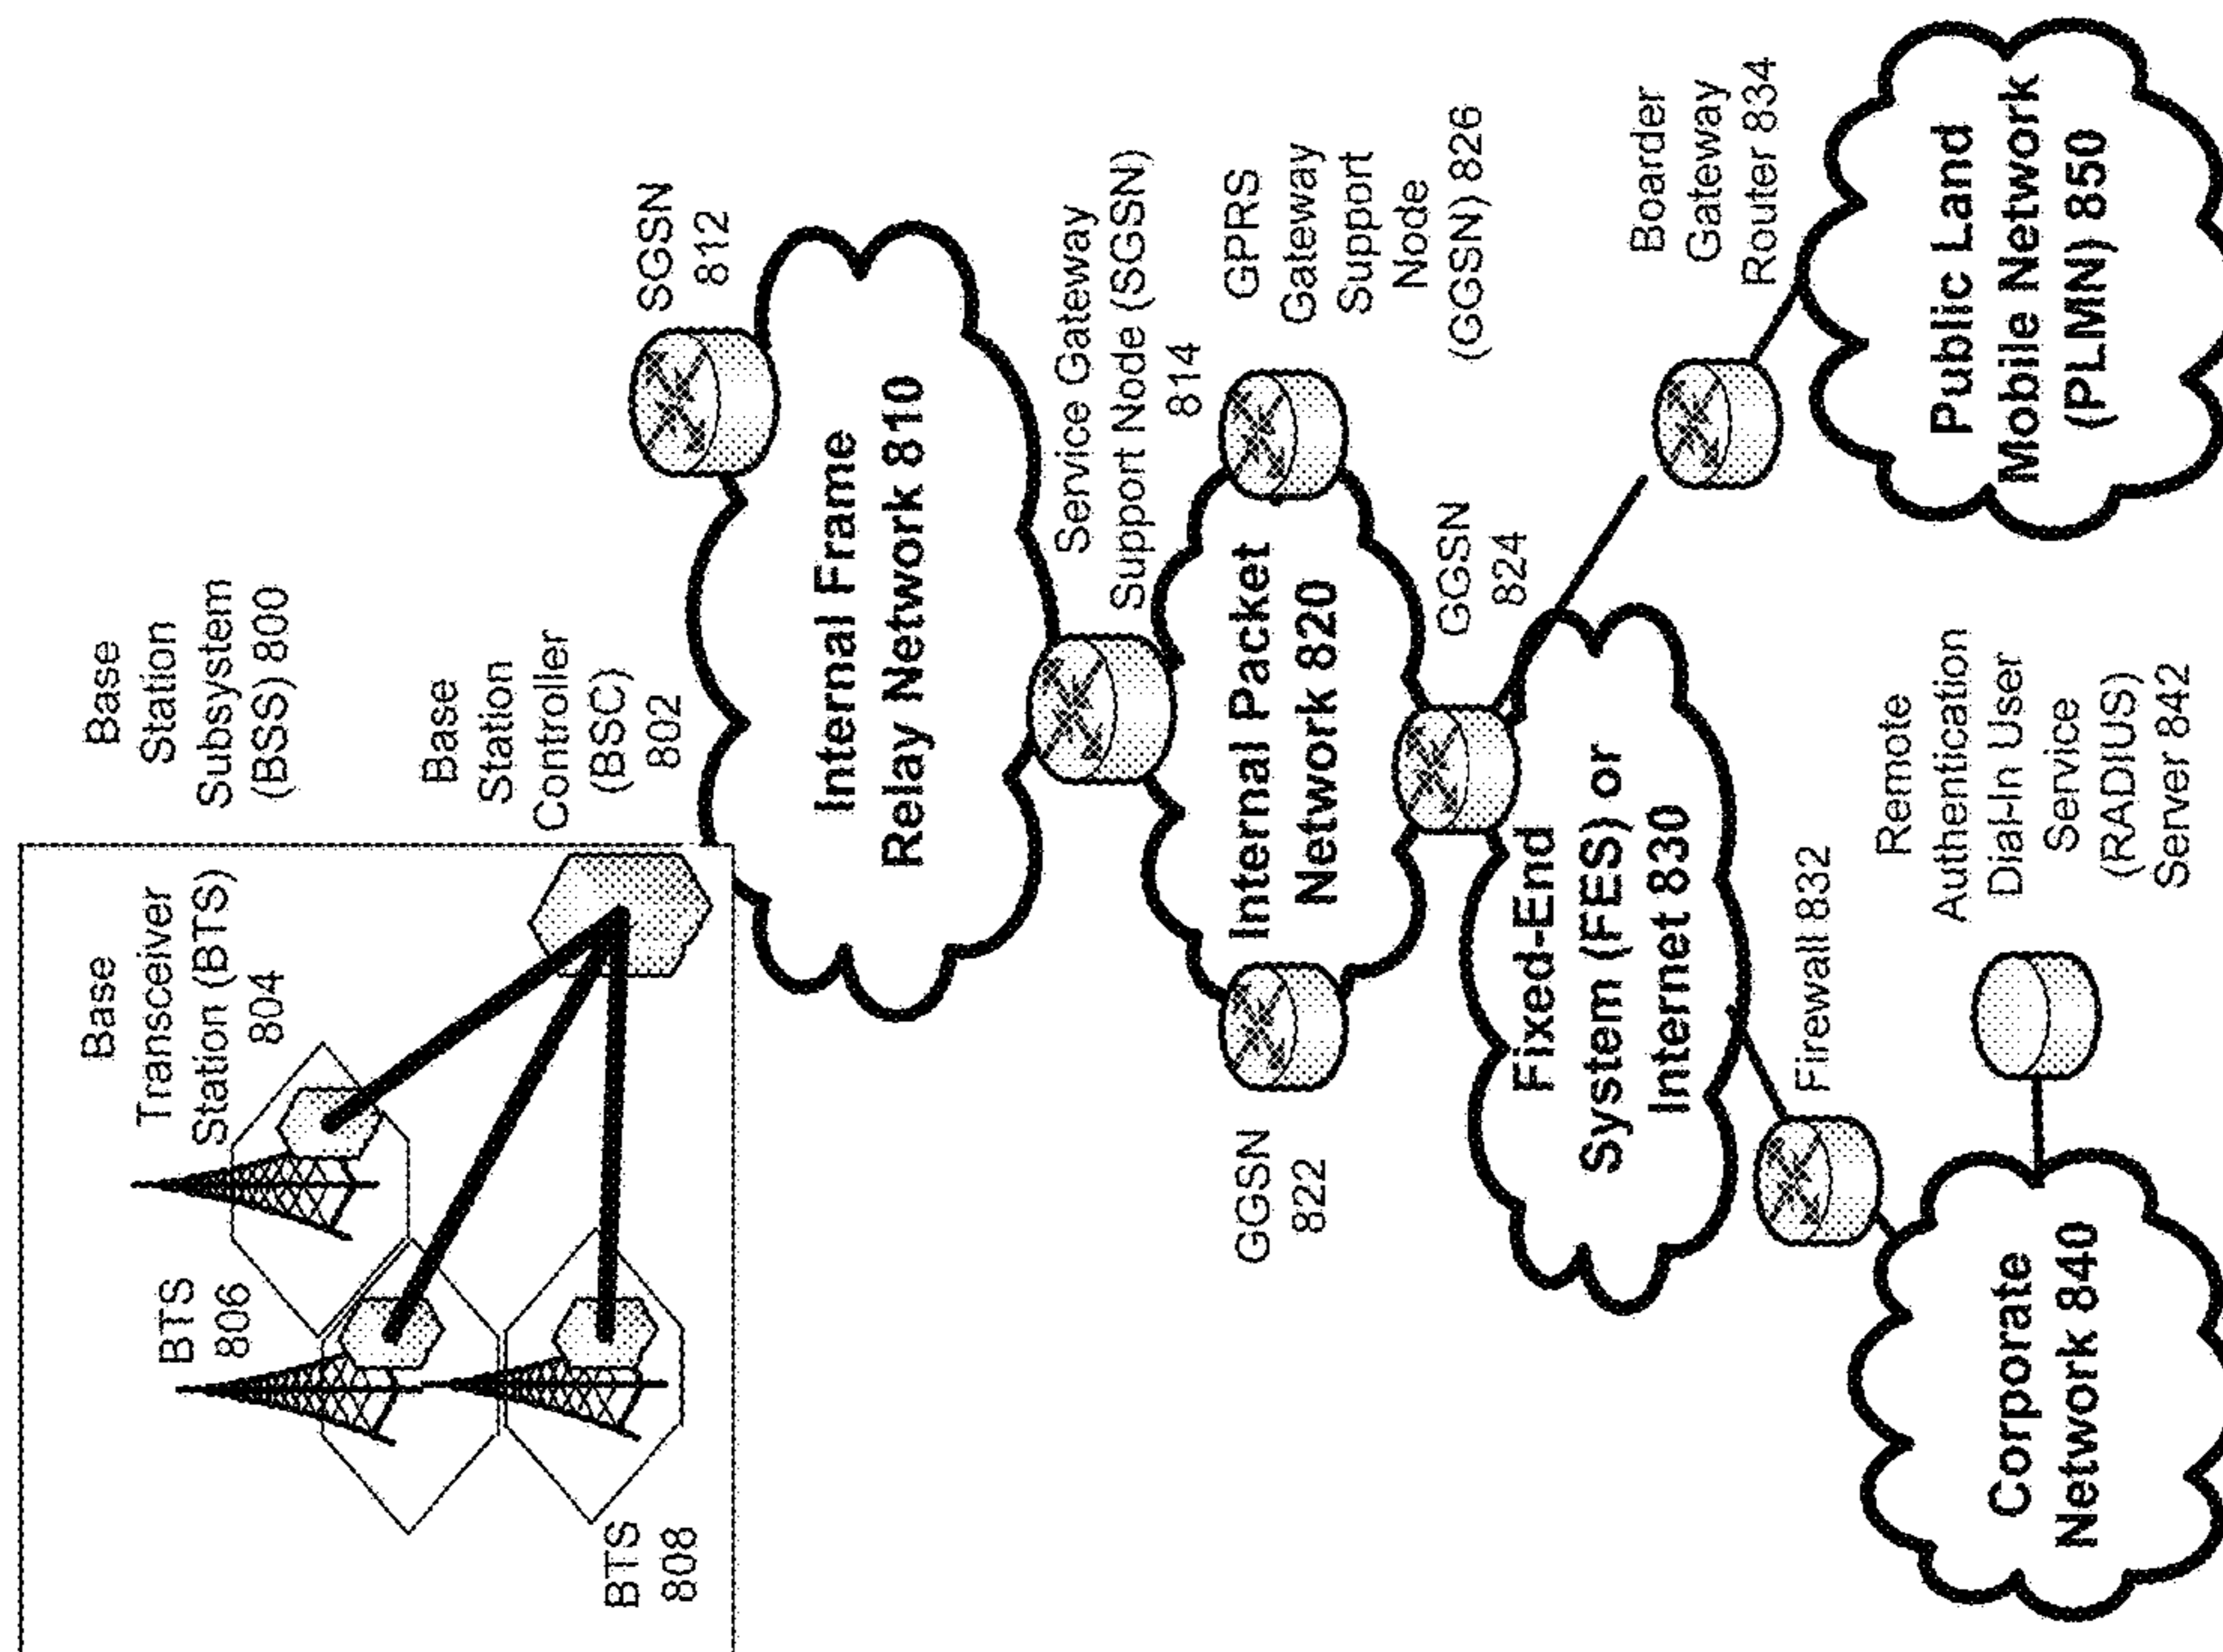 Base
Station
Subsystem
(BSS) 800
Base
Transceiver
Station (BTS)
804
BTS
806
BTS
808
Base
Station
Controller
(BSC)
802
SGSN
812
Internal Frame
Relay Network 810
Service Gateway
Support Node (SGSN)
814
GPRS
Gateway
Support
Node
(GGSN) 826
Internal Packet
Network 820
GGSN
822
GGSN
824
Boarder
Gateway
Router 834
Fixed-End
System (FES) or
Internet 830
Public Land
Mobile Network
(PLMN) 850
Firewall 832
Remote
Authentication
Dial-In User
Service
(RADIUS)
Server 842
Corporate
Network 840